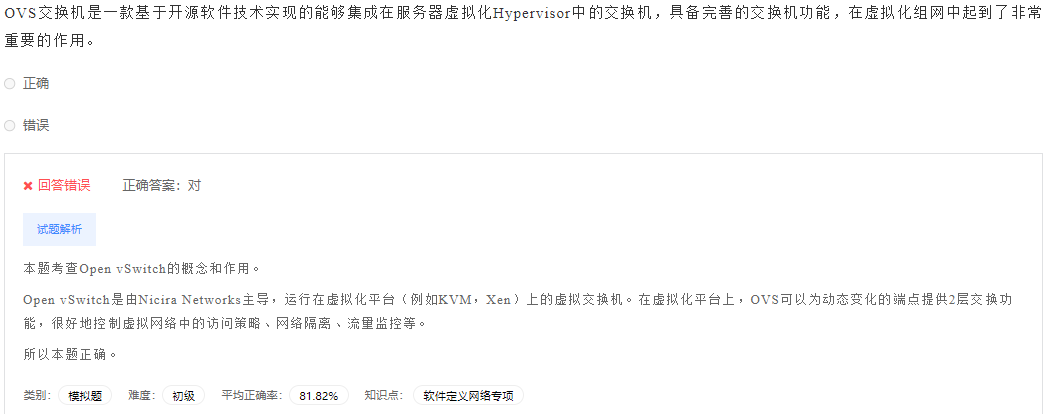 OVS交换机是一款基于开源软件技术实现的能够集成在服务器虚拟化Hypervisor中的交换机，具备完善的交换机功能，在虚拟化组网中起到了非常
重要的作用。
正确
错误
回答错误 正确答案：对
试题解析
本题考查Open vSwitch的概念和作用。
Open vSwitch是由Nicira Networks主导，运行在虚拟化平台（例如KVM，Xen）上的虚拟交换机。在虚拟化平台上，OVS可以为动态变化的端点提供2层交换功
能，很好地控制虚拟网络中的访问策略、网络隔离、流量监控等。
所以本题正确。
类别： 模拟题 难度： 初级 平均正确率： 81.82% 知识点： 软件定义网络专项